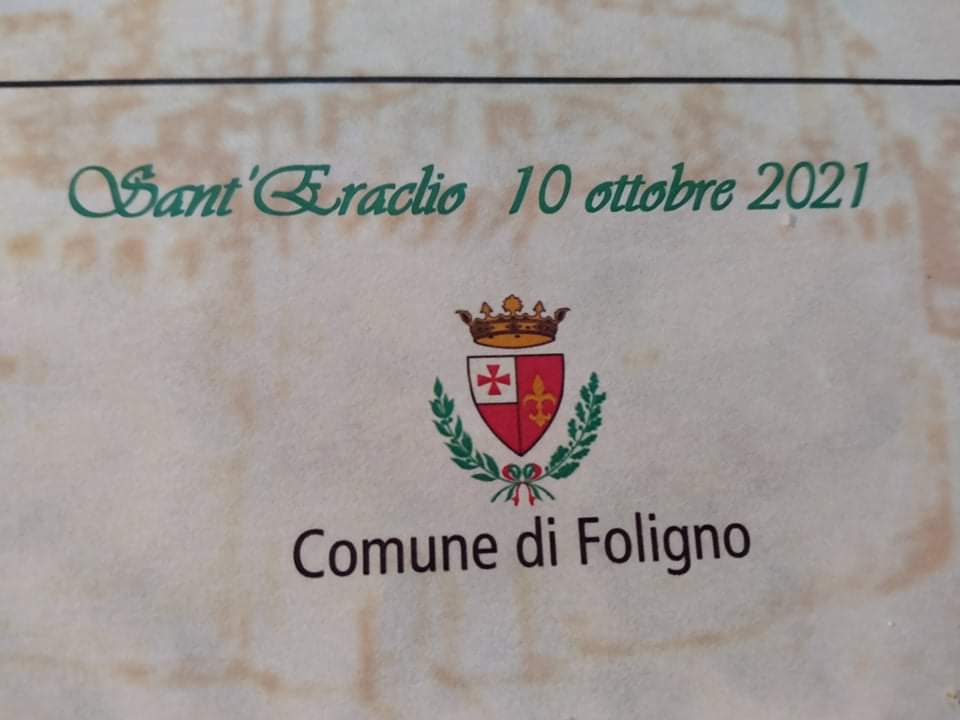 Sant'Eraclio 10 ottobre 2021
Comune di Foligno